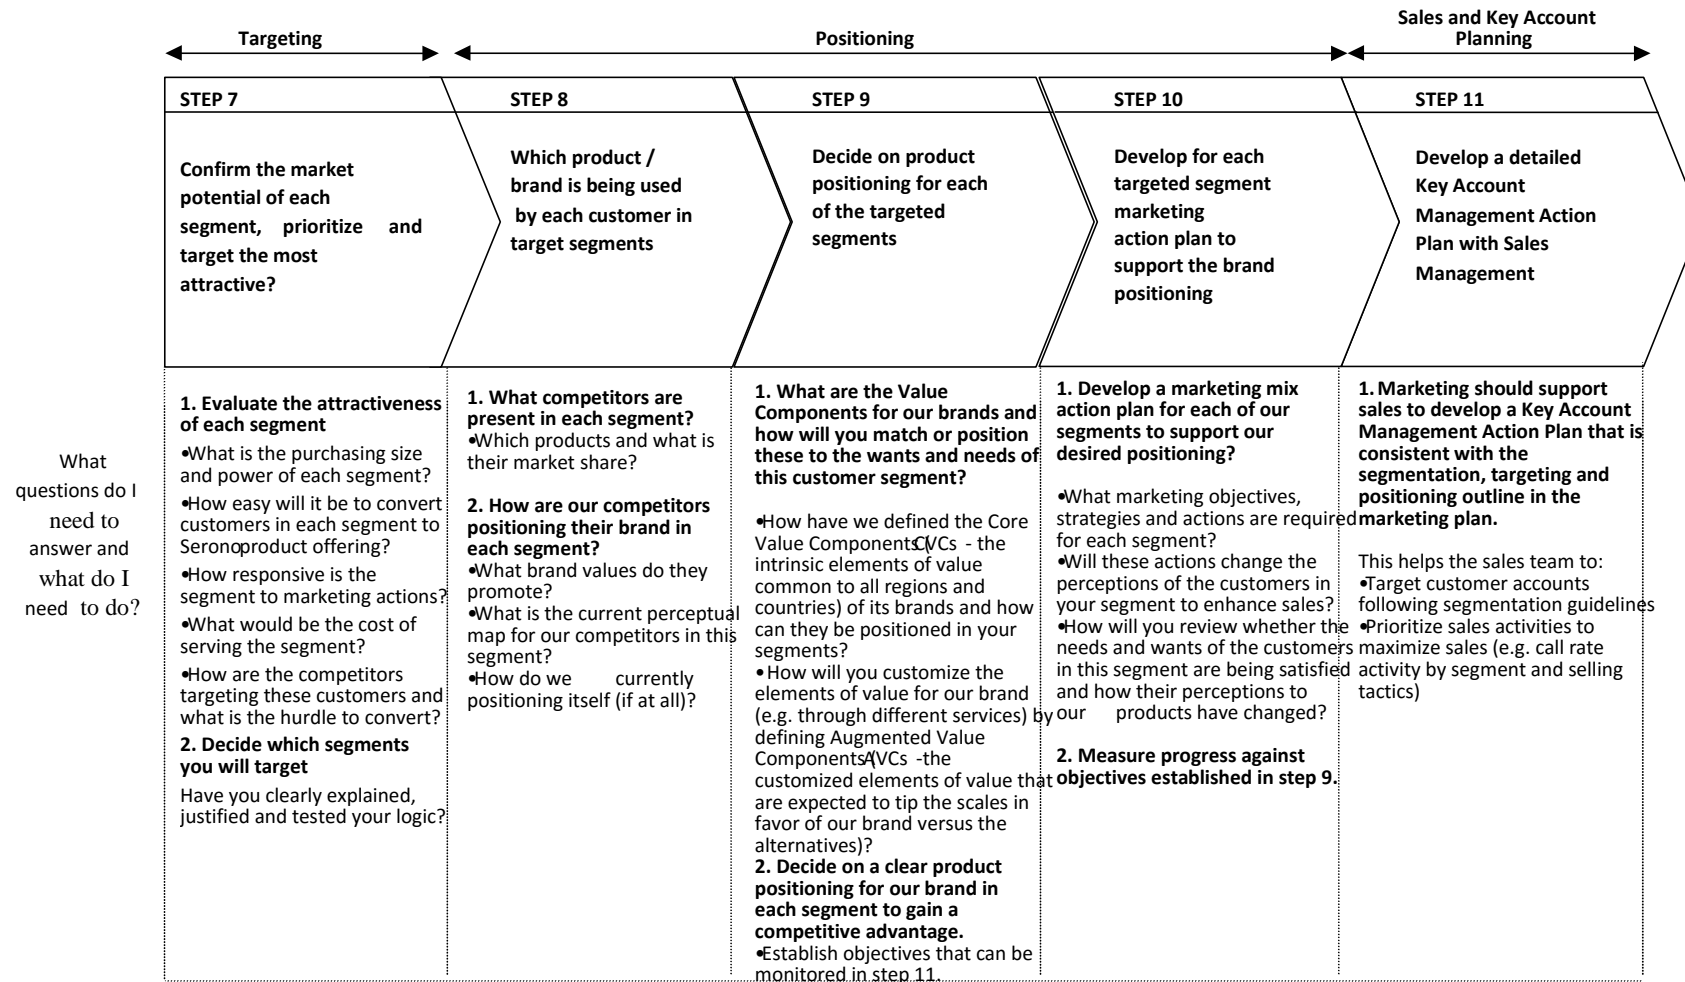 Targeting
Positioning
Sales and Key Account
Planning
STEP 7
Confirm the market
potential of each
segment, prioritize and
target the most
attractive?
STEP 8
Which product /
brand is being used
by each customer in
target segments
STEP 9
Decide on product
positioning for each
of the targeted
segments
STEP 10
Develop for each
targeted segment
marketing
action plan to
support the brand
positioning
STEP 11
Develop a detailed
Key Account
Management Action
Plan with Sales
Management
What
questions do I
need to
answer and
what do I
need to do?
1. Evaluate the attractiveness
of each segment
•What is the purchasing size
and power of each segment?
•How easy will it be to convert
customers in each segment to
Serono product offering?
•How responsive is the
segment to marketing actions?
•What would be the cost of
serving the segment?
•How are the competitors
targeting these customers and
what is the hurdle to convert?
2. Decide which segments
you will target
Have you clearly explained,
justified and tested your logic?
1. What competitors are
present in each segment?
•Which products and what is
their market share?
2. How are our competitors
positioning their brand in
each segment?
•What brand values do they
promote?
•What is the current perceptual
map for our competitors in this
segment?
•How do we currently
positioning itself (if at all)?
1. What are the Value
Components for our brands and
how will you match or position
these to the wants and needs of
this customer segment?
•How have we defined the Core
Value Components (CVCs - the
intrinsic elements of value
common to all regions and
countries) of its brands and how
can they be positioned in your
segments?
• How will you customize the
elements of value for our brand
(e.g. through different services) by
defining Augmented Value
Components (AVCs -the
customized elements of value that
are expected to tip the scales in
favor of our brand versus the
alternatives)?
2. Decide on a clear product
positioning for our brand in
each segment to gain a
competitive advantage.
•Establish objectives that can be
monitored in step 11.
1. Develop a marketing mix
action plan for each of our
segments to support our
desired positioning?
•What marketing objectives,
strategies and actions are required
for each segment?
•Will these actions change the
perceptions of the customers in
your segment to enhance sales?
•How will you review whether the
needs and wants of the customers
in this segment are being satisfied
and how their perceptions to
our products have changed?
2. Measure progress against
objectives established in step 9.
1. Marketing should support
sales to develop a Key Account
Management Action Plan that is
consistent with the
segmentation, targeting and
positioning outline in the
marketing plan.
This helps the sales team to:
•Target customer accounts
following segmentation guidelines
•Prioritize sales activities to
maximize sales (e.g. call rate
activity by segment and selling
tactics)